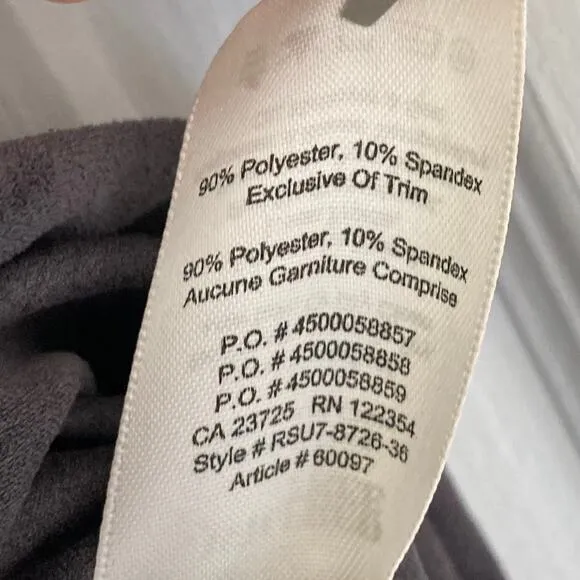 90% Polyester, 10% Spandex
Exclusive Of Trim
90% Polyester, 10% Spandex
Aucune Garniture Comprise
P.O. # 4500058857
P.O. # 4500058858
P.O. # 4500058859
CA 23725 RN 122354
Style # RSU7-8726-36
Article # 60097